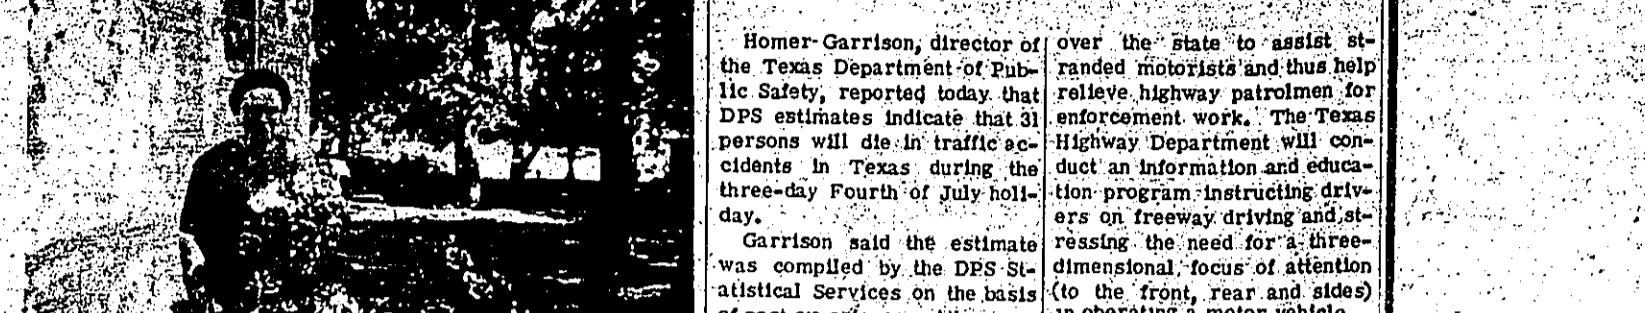 Homer Garrison, director of
the Texas Department of Pub-
lic Safety, reported today that
DPS estimates indicate that 31
persons will die in traffic ac-
cidents in Texas during the
three-day Fourth of July holi-
day.
Garrison said the estimate
was compiled by the DPS St-
atistical Services on the basis
over the state to assist st-
randed motorists and thus help
relieve highway patrolmen for
enforcement work. The Texas
Highway Department will con-
duct an information and educa-
tion program instructing driv-
ers on freeway driving and st-
ressing the need for a three-
dimensional focus of attention
(to the front, rear and sides)
in operating a motor vehicle.